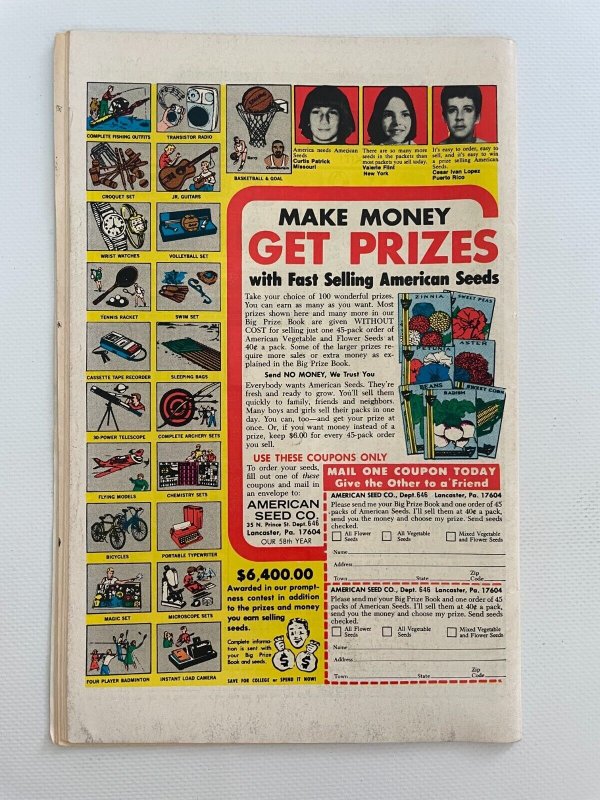 COMPLETE FISHING OUTFITS
TRANSISTOR RADIO
BASKETBALL & GOAL
America needs American
Seeds
Curtis Patrick
Missouri
There are so many more
seeds in the packets than
most packets you sell today.
Valerie Flint
New York
It's easy to order, easy to
sell, and it's easy to win
a prize selling American
Seeds.
Cesar Ivan Lopez
Puerto Rico
CROQUET SET
JR. GUITARS
WRIST WATCHES
VOLLEYBALL SET
TENNIS RACKET
SWIM SET
CASSETTE TAPE RECORDER
SLEEPING BAGS
30-POWER TELESCOPE
COMPLETE ARCHERY SETS
FLYING MODELS
CHEMISTRY SETS
BICYCLES
PORTABLE TYPEWRITER
MAGIC SET
MICROSCOPE SETS
FOUR PLAYER BADMINTON
INSTANT LOAD CAMERA
MAKE MONEY
GET PRIZES
with Fast Selling American Seeds
Take your choice of 100 wonderful prizes.
You can earn as many as you want. Most
prizes shown here and many more in our
Big Prize Book are given WITHOUT
COST for selling just one 45-pack order of
American Vegetable and Flower Seeds at
40¢ a pack. Some of the larger prizes re-
quire more sales or extra money as ex-
plained in the Big Prize Book.
Send NO MONEY, We Trust You
Everybody wants American Seeds. They're
fresh and ready to grow. You'll sell them
quickly to family, friends and neighbors.
Many boys and girls sell their packs in one
day. You can, too—and get your prize at
once. Or, if you want money instead of a
prize, keep $6.00 for every 45-pack order
you sell.
ZINNIA
SWEET PEAS
ASTER
BEANS
SWEET CORN
RADISH
USE THESE COUPONS ONLY
To order your seeds,
fill out one of these
coupons and mail in
an envelope to:
AMERICAN
SEED CO.
35 N. Prince St. Dept. 646
Lancaster, Pa. 17604
OUR 58th YEAR
MAIL ONE COUPON TODAY
Give the Other to a Friend
AMERICAN SEED CO., Dept. 646 Lancaster, Pa. 17604
Please send me your Big Prize Book and one order of 45
packs of American Seeds. I'll sell them at 40¢ a pack,
send you the money and choose my prize. Send seeds
checked.
All Flower
Seeds
All Vegetable
Seeds
Mixed Vegetable
and Flower Seeds
Name
Address
Town State Zip Code
AMERICAN SEED CO., Dept. 646 Lancaster, Pa. 17604
Please send me your Big Prize Book and one order of 45
packs of American Seeds. I'll sell them at 40¢ a pack,
send you the money and choose my prize. Send seeds
checked.
All Flower
Seeds
All Vegetable
Seeds
Mixed Vegetable
and Flower Seeds
Name
Address
Town State Zip Code
$6,400.00
Awarded in our prompt-
ness contest in addition
to the prizes and money
you earn selling
seeds.
Complete informa-
tion is sent with
your Big Prize
Book and seeds.
$ $
SAVE FOR COLLEGE or SPEND IT NOW!